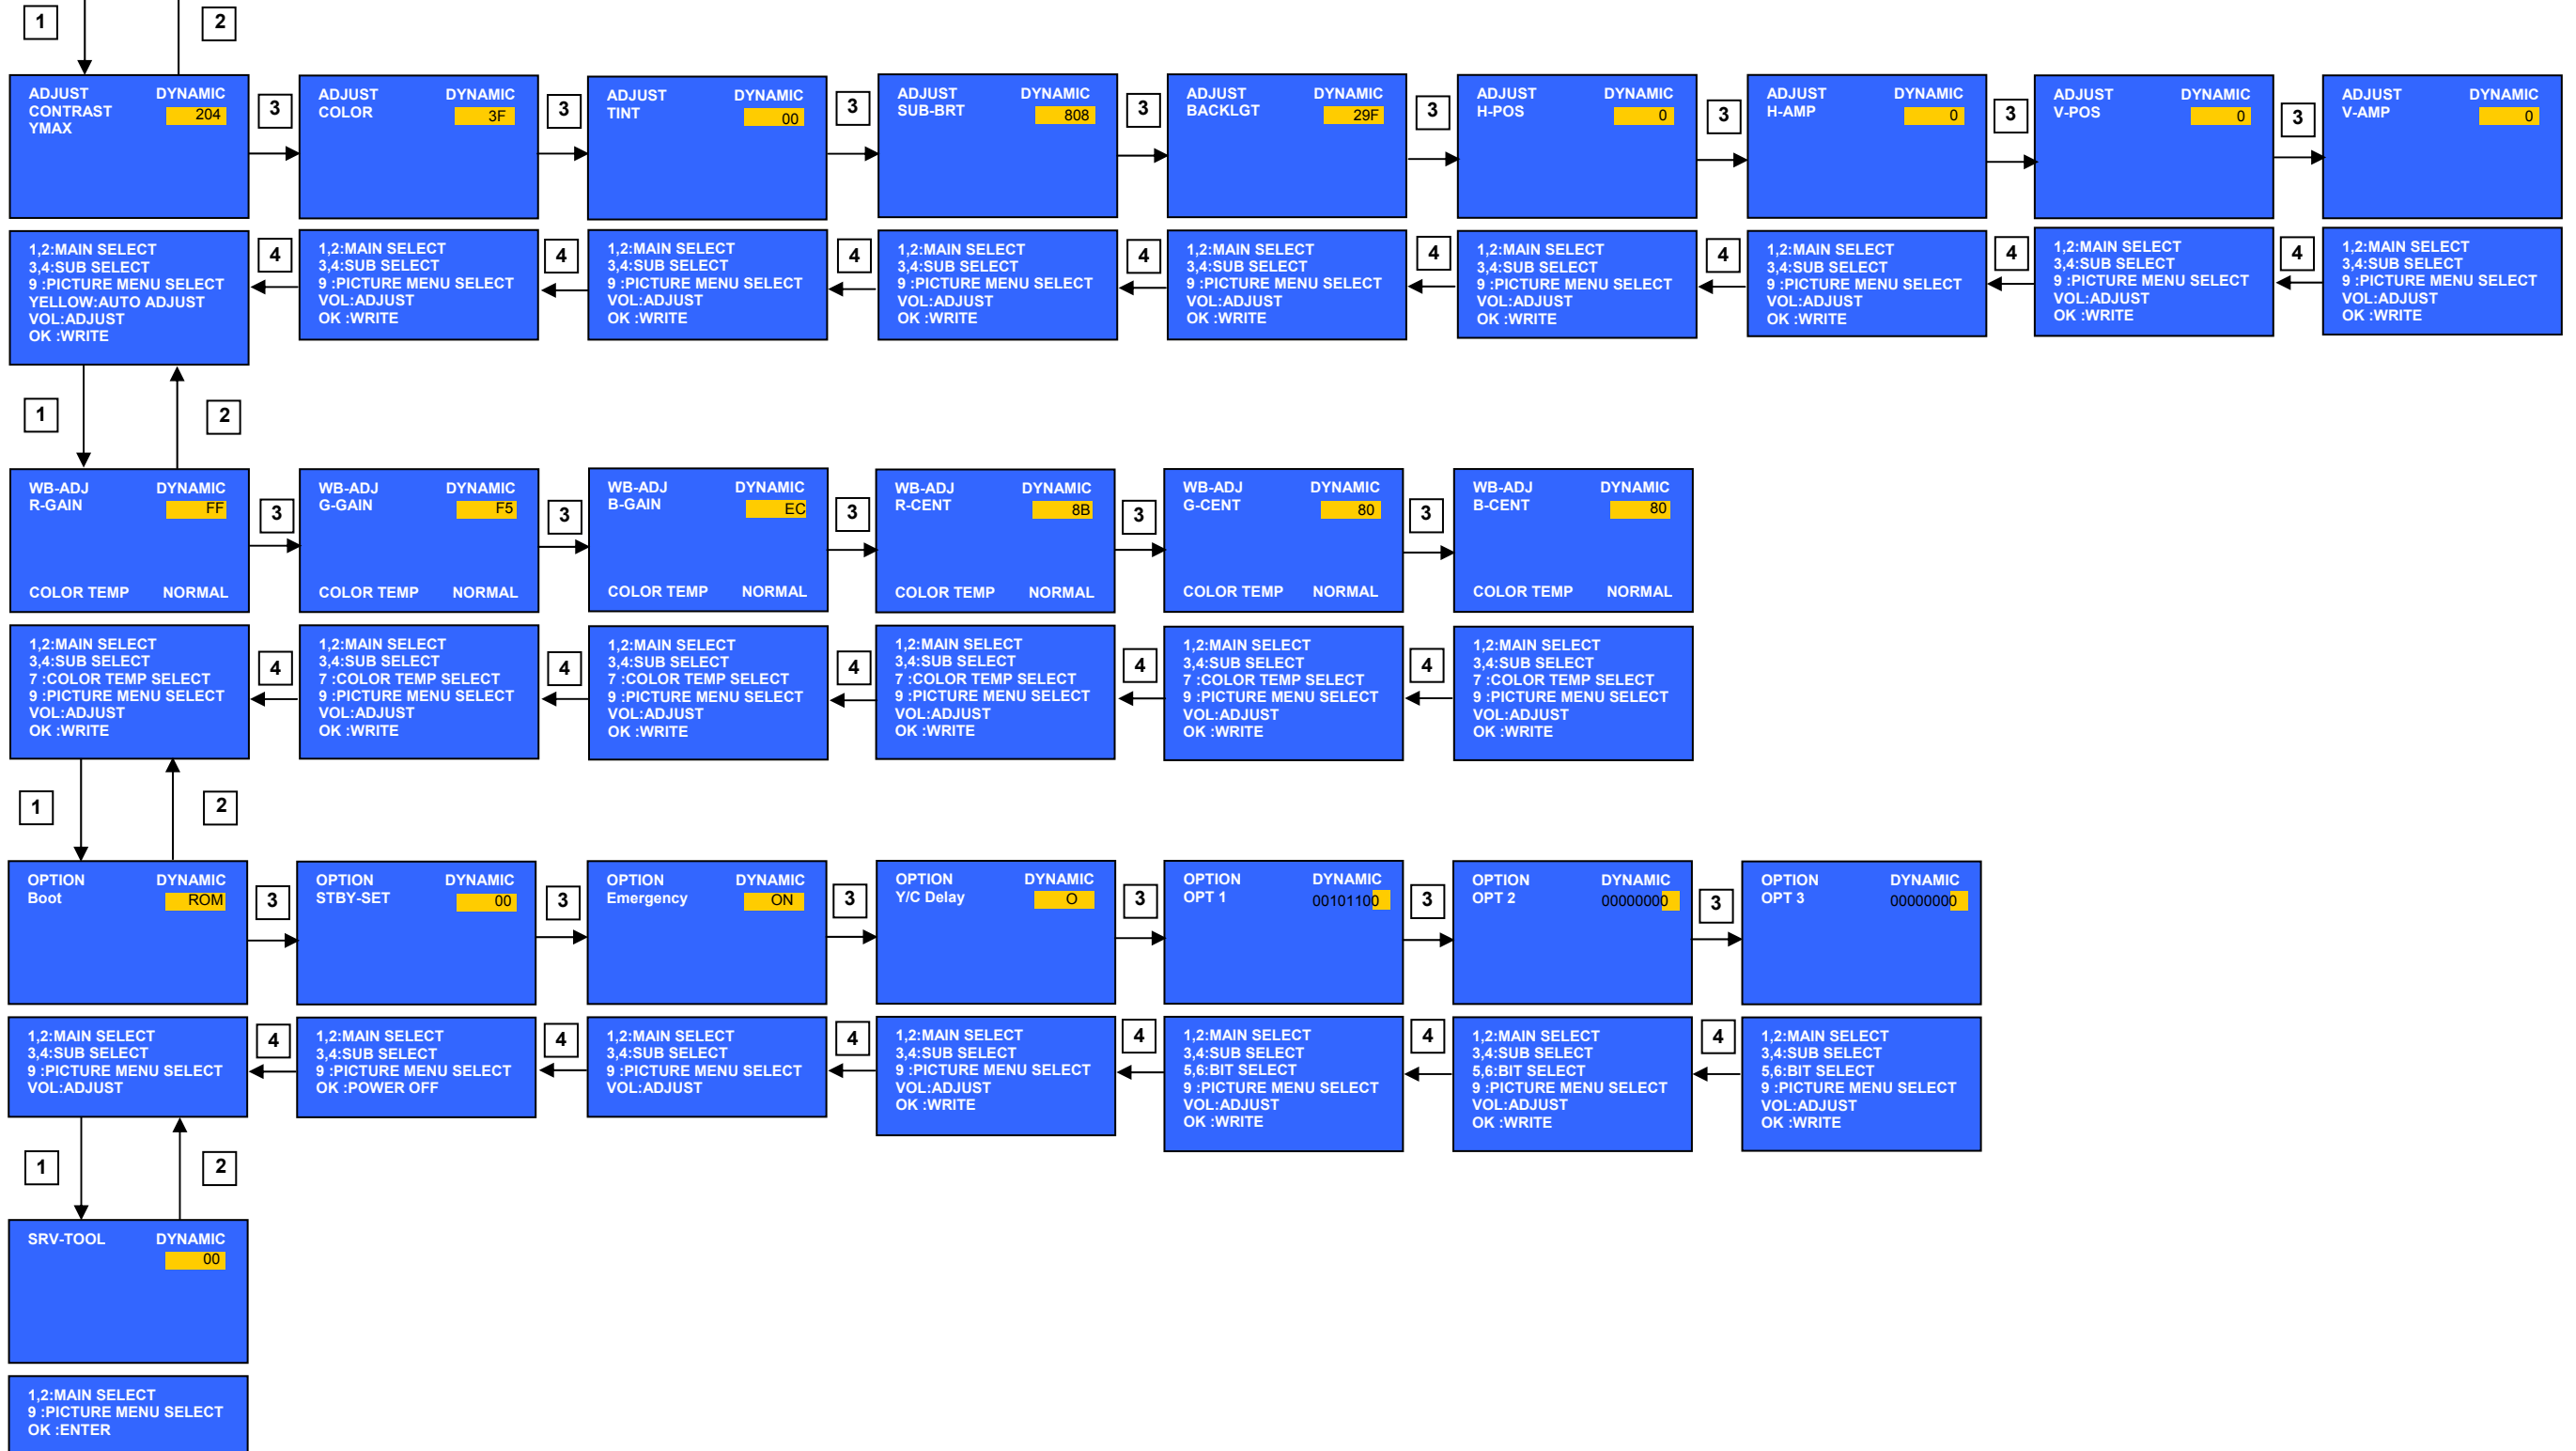 1
2
ADJUST DYNAMIC
CONTRAST 204
YMAX
3
ADJUST DYNAMIC
COLOR 3F
3
ADJUST DYNAMIC
TINT 00
3
ADJUST DYNAMIC
SUB-BRT 808
3
ADJUST DYNAMIC
BACKLGT 29F
3
ADJUST DYNAMIC
H-POS 0
3
ADJUST DYNAMIC
H-AMP 0
3
ADJUST DYNAMIC
V-POS 0
3
ADJUST DYNAMIC
V-AMP 0
1,2:MAIN SELECT
3,4:SUB SELECT
9 :PICTURE MENU SELECT
YELLOW:AUTO ADJUST
VOL:ADJUST
OK :WRITE
4
1,2:MAIN SELECT
3,4:SUB SELECT
9 :PICTURE MENU SELECT
VOL:ADJUST
OK :WRITE
4
1,2:MAIN SELECT
3,4:SUB SELECT
9 :PICTURE MENU SELECT
VOL:ADJUST
OK :WRITE
4
1,2:MAIN SELECT
3,4:SUB SELECT
9 :PICTURE MENU SELECT
VOL:ADJUST
OK :WRITE
4
1,2:MAIN SELECT
3,4:SUB SELECT
9 :PICTURE MENU SELECT
VOL:ADJUST
OK :WRITE
4
1,2:MAIN SELECT
3,4:SUB SELECT
9 :PICTURE MENU SELECT
VOL:ADJUST
OK :WRITE
4
1,2:MAIN SELECT
3,4:SUB SELECT
9 :PICTURE MENU SELECT
VOL:ADJUST
OK :WRITE
4
1,2:MAIN SELECT
3,4:SUB SELECT
9 :PICTURE MENU SELECT
VOL:ADJUST
OK :WRITE
4
1,2:MAIN SELECT
3,4:SUB SELECT
9 :PICTURE MENU SELECT
VOL:ADJUST
OK :WRITE
1
2
WB-ADJ DYNAMIC
R-GAIN FF
COLOR TEMP NORMAL
3
WB-ADJ DYNAMIC
G-GAIN F5
COLOR TEMP NORMAL
3
WB-ADJ DYNAMIC
B-GAIN EC
COLOR TEMP NORMAL
3
WB-ADJ DYNAMIC
R-CENT 8B
COLOR TEMP NORMAL
3
WB-ADJ DYNAMIC
G-CENT 80
COLOR TEMP NORMAL
3
WB-ADJ DYNAMIC
B-CENT 80
COLOR TEMP NORMAL
1,2:MAIN SELECT
3,4:SUB SELECT
7 :COLOR TEMP SELECT
9 :PICTURE MENU SELECT
VOL:ADJUST
OK :WRITE
4
1,2:MAIN SELECT
3,4:SUB SELECT
7 :COLOR TEMP SELECT
9 :PICTURE MENU SELECT
VOL:ADJUST
OK :WRITE
4
1,2:MAIN SELECT
3,4:SUB SELECT
7 :COLOR TEMP SELECT
9 :PICTURE MENU SELECT
VOL:ADJUST
OK :WRITE
4
1,2:MAIN SELECT
3,4:SUB SELECT
7 :COLOR TEMP SELECT
9 :PICTURE MENU SELECT
VOL:ADJUST
OK :WRITE
4
1,2:MAIN SELECT
3,4:SUB SELECT
7 :COLOR TEMP SELECT
9 :PICTURE MENU SELECT
VOL:ADJUST
OK :WRITE
4
1,2:MAIN SELECT
3,4:SUB SELECT
7 :COLOR TEMP SELECT
9 :PICTURE MENU SELECT
VOL:ADJUST
OK :WRITE
1
2
OPTION DYNAMIC
Boot ROM
3
OPTION DYNAMIC
STBY-SET 00
3
OPTION DYNAMIC
Emergency ON
3
OPTION DYNAMIC
Y/C Delay O
3
OPTION DYNAMIC
OPT 1 00101100
3
OPTION DYNAMIC
OPT 2 00000000
3
OPTION DYNAMIC
OPT 3 00000000
1,2:MAIN SELECT
3,4:SUB SELECT
9 :PICTURE MENU SELECT
VOL:ADJUST
4
1,2:MAIN SELECT
3,4:SUB SELECT
9 :PICTURE MENU SELECT
OK :POWER OFF
4
1,2:MAIN SELECT
3,4:SUB SELECT
9 :PICTURE MENU SELECT
VOL:ADJUST
4
1,2:MAIN SELECT
3,4:SUB SELECT
9 :PICTURE MENU SELECT
VOL:ADJUST
OK :WRITE
4
1,2:MAIN SELECT
3,4:SUB SELECT
5,6:BIT SELECT
9 :PICTURE MENU SELECT
VOL:ADJUST
OK :WRITE
4
1,2:MAIN SELECT
3,4:SUB SELECT
5,6:BIT SELECT
9 :PICTURE MENU SELECT
VOL:ADJUST
OK :WRITE
4
1,2:MAIN SELECT
3,4:SUB SELECT
5,6:BIT SELECT
9 :PICTURE MENU SELECT
VOL:ADJUST
OK :WRITE
1
2
SRV-TOOL DYNAMIC
00
1,2:MAIN SELECT
9 :PICTURE MENU SELECT
OK :ENTER